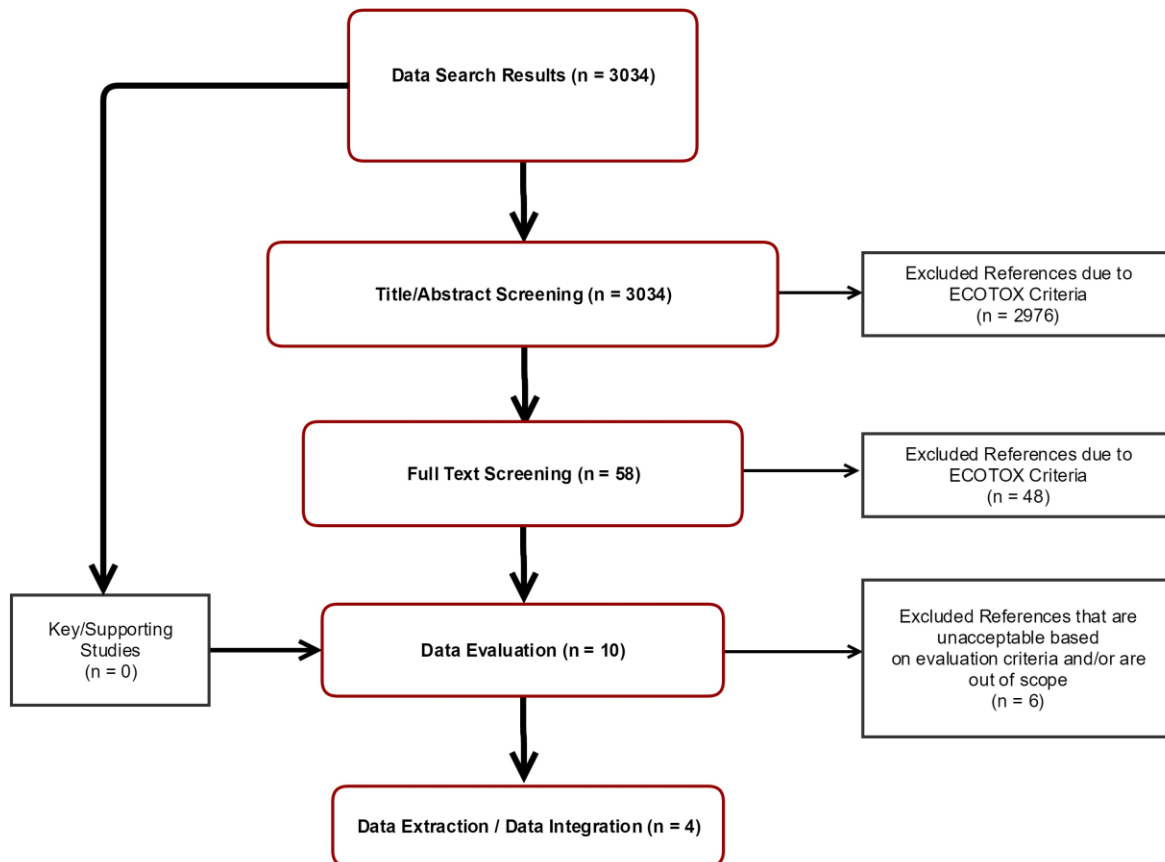 Data Search Results (n = 3034)
Title/Abstract Screening (n = 3034)
Excluded References due to
ECOTOX Criteria
(n = 2976)
Full Text Screening (n = 58)
Excluded References due to
ECOTOX Criteria
(n = 48)
Key/Supporting
Studies
(n = 0)
Data Evaluation (n = 10)
Excluded References that are
unacceptable based
on evaluation criteria and/or are
out of scope
(n = 6)
Data Extraction / Data Integration (n = 4)